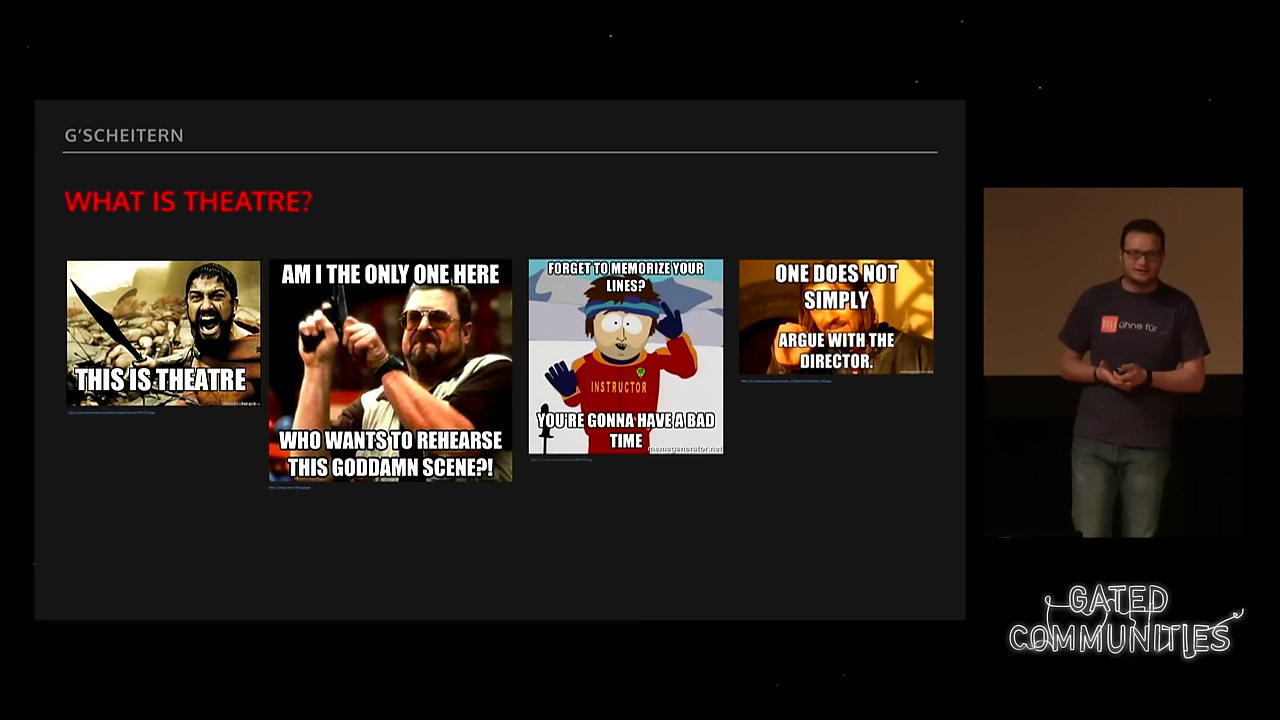 G'SCHEITERN
WHAT IS THEATRE?
THIS IS THEATRE
AM I THE ONLY ONE HERE
WHO WANTS TO REHEARSE
THIS GODDAMN SCENE?!
FORGET TO MEMORIZE YOUR
LINES?
INSTRUCTOR
YOU'RE GONNA HAVE A BAD
TIME
memegenerator.net
ONE DOES NOT
SIMPLY
ARGUE WITH THE
DIRECTOR.
ühne für
GATED
COMMUNITIES